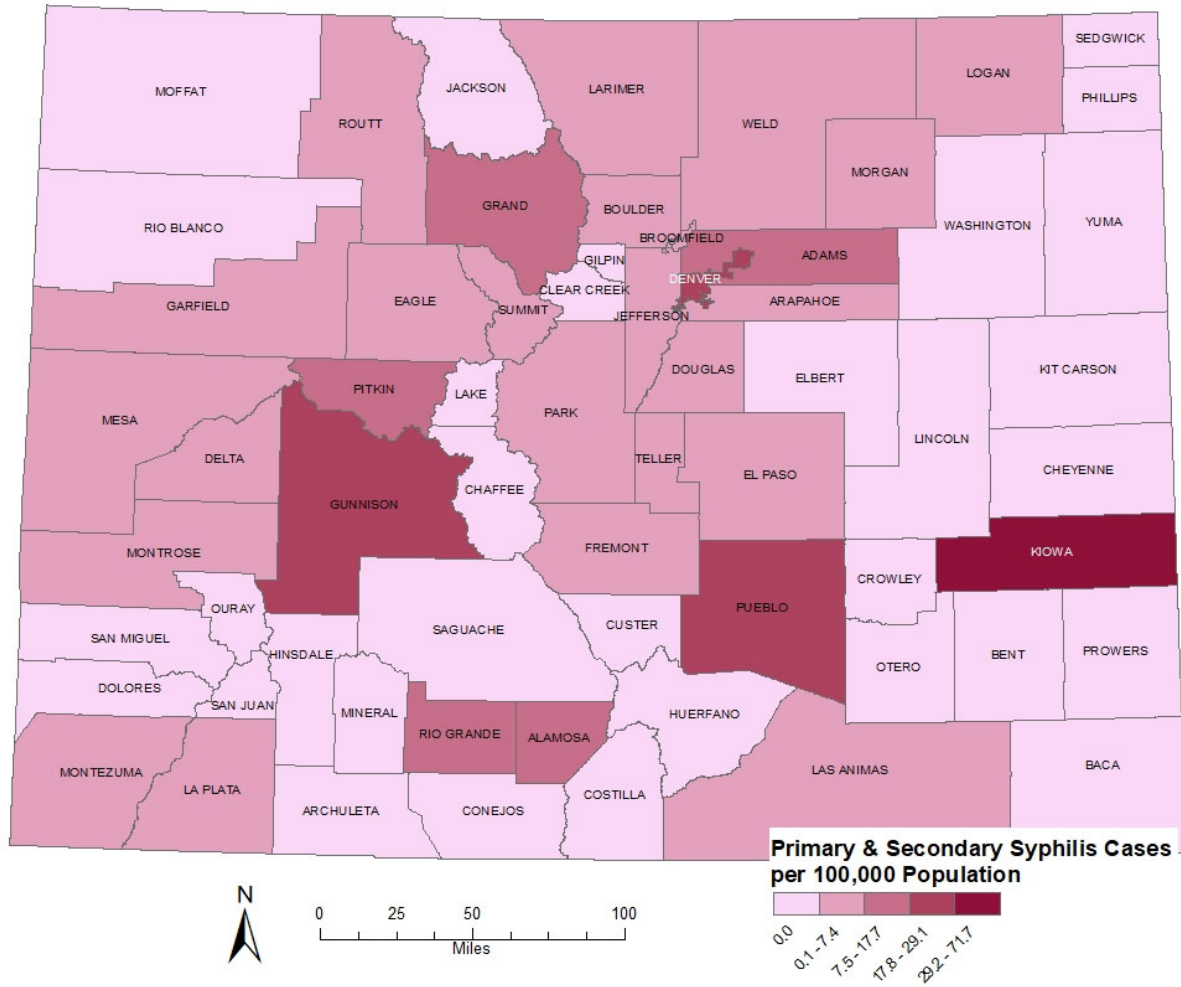 SEDGWICK
LOGAN
LARIMER
JACKSON
MOFFAT
PHILLIPS
ROUTT
WELD
MORGAN
GRAND
BOULDER
YUMA
WASHINGTON
RIO BLANCO
BROOMFIELD
ADAMS
GILPIN
DENVER
CLEAR CREEK
EAGLE
ARAPAHOE
GARFIELD
SUMMIT
JEFFERSON
DOUGLAS
KIT CARSON
ELBERT
PITKIN
LAKE
PARK
MESA
LINCOLN
DELTA
TELLER
CHEYENNE
EL PASO
CHAFFEE
GUNNISON
FREMONT
MONTROSE
KIOWA
CROWLEY
OURAY
PUEBLO
CUSTER
SAGUACHE
SAN MIGUEL
HINSDALE
BENT
PROWERS
OTERO
DOLORES
SAN JUAN
MINERAL
HUERFANO
RIO GRANDE
ALAMOSA
BACA
MONTEZUMA
LAS ANIMAS
LA PLATA
COSTILLA
ARCHULETA
CONEJOS
Primary & Secondary Syphilis Cases
per 100,000 Population
0.0
0.1 - 7.4
7.5 - 17.7
17.8 - 29.1
29.2 - 71.7
N
0 25 50 100
Miles